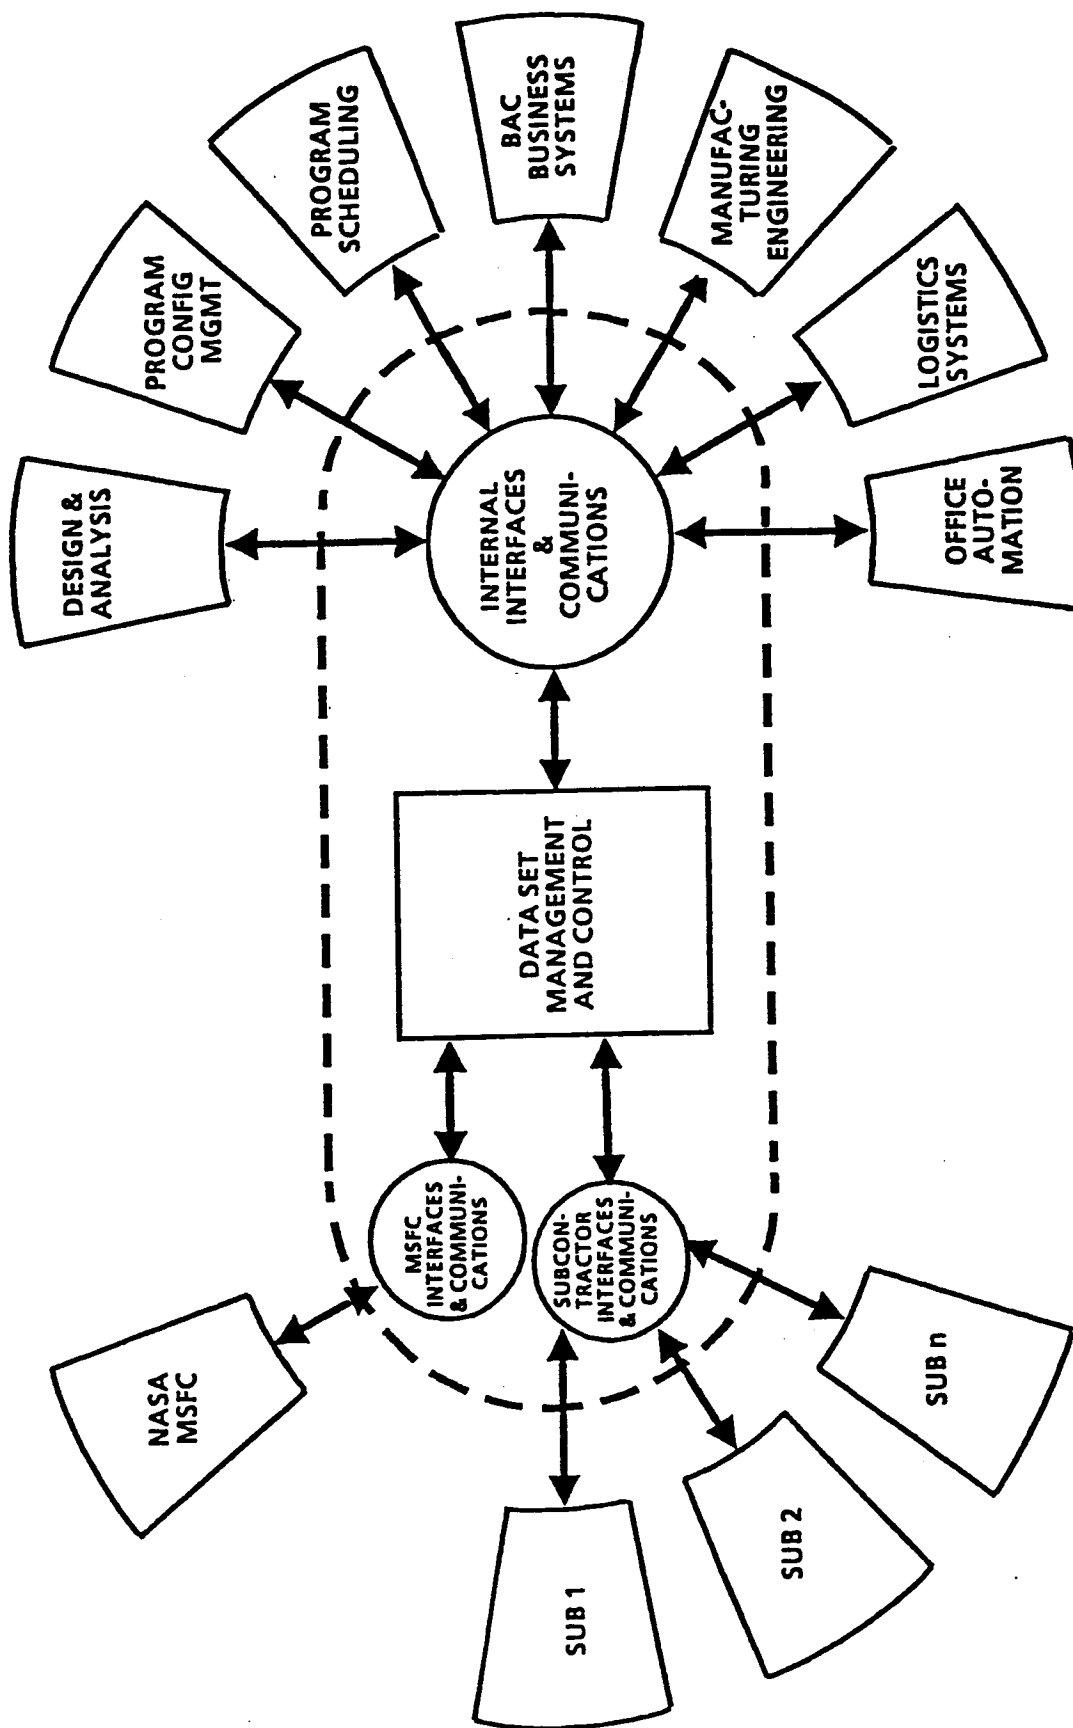 NASA
MSFC
SUB 1
SUB 2
SUB n
MSFC
INTERFACES
& COMMUNI-
CATIONS
SUBCON-
TRACTOR
INTERFACES
& COMMUNI-
CATIONS
DATA SET
MANAGEMENT
AND CONTROL
INTERNAL
INTERFACES
&
COMMUNI-
CATIONS
DESIGN &
ANALYSIS
PROGRAM
CONFIG
MGMT
PROGRAM
SCHEDULING
BAC
BUSINESS
SYSTEMS
MANUFAC-
TURING
ENGINEERING
LOGISTICS
SYSTEMS
OFFICE
AUTO-
MATION